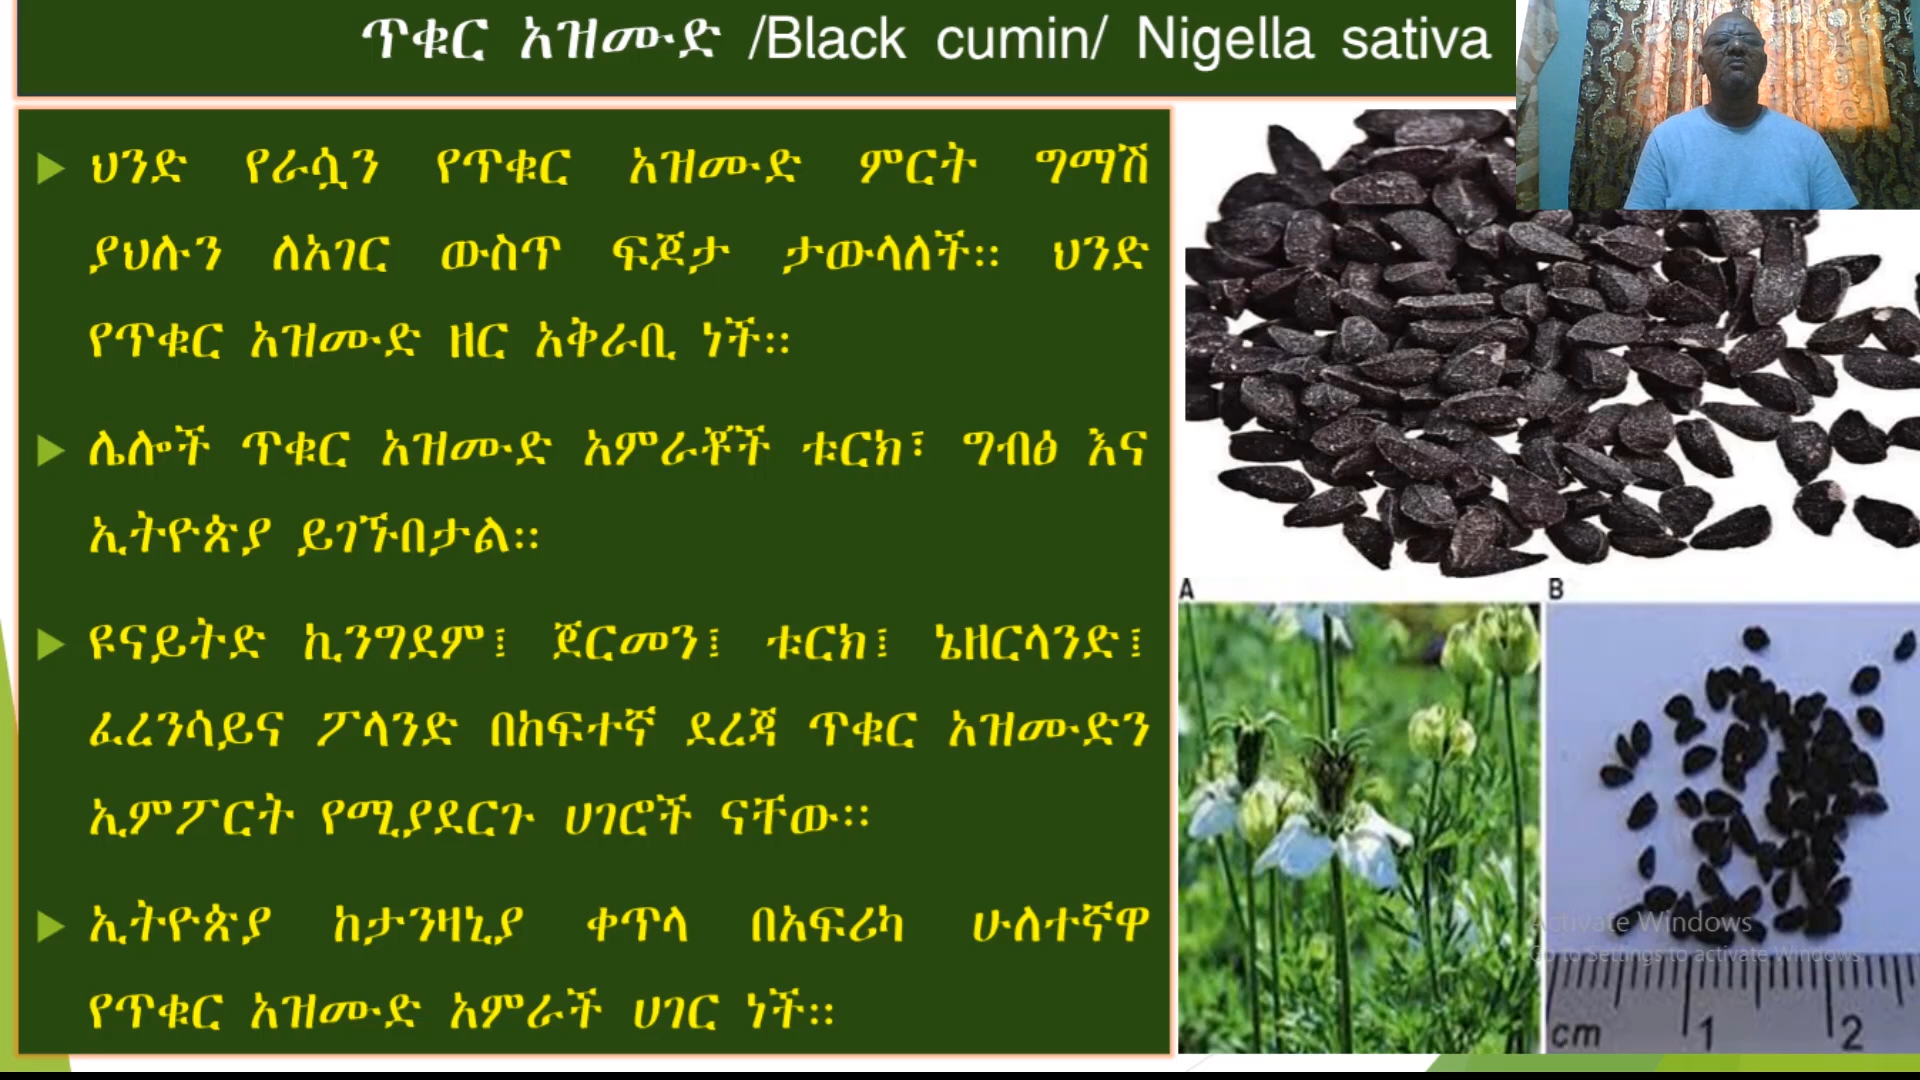 ጥቁር አዝሙድ /Black cumin/ Nigella sativa
ህንድ የራሷን የጥቁር አዝሙድ ምርት ግማሽ
ያህሉን ለአገር ውስጥ ፍጆታ ታውላለች፡፡ ህንድ
የጥቁር አዝሙድ ዘር አቅራቢ ነች፡፡
ሌሎች ጥቁር አዝሙድ አምራቾች ቱርክ፣ ግብፅ እና
ኢትዮጵያ ይገኙበታል፡፡
ዩናይትድ ኪንግደም፤ ጀርመን፤ ቱርክ፤ ኔዘርላንድ፤
ፈረንሳይና ፖላንድ በከፍተኛ ደረጃ ጥቁር አዝሙድን
ኢምፖርት የሚያደርጉ ሀገሮች ናቸው፡፡
ኢትዮጵያ ከታንዛኒያ ቀጥላ በአፍሪካ ሁለተኛዋ
የጥቁር አዝሙድ አምራች ሀገር ነች፡፡
A B
Activate Windows
Go to Settings to activate Windows.
cm 1 2